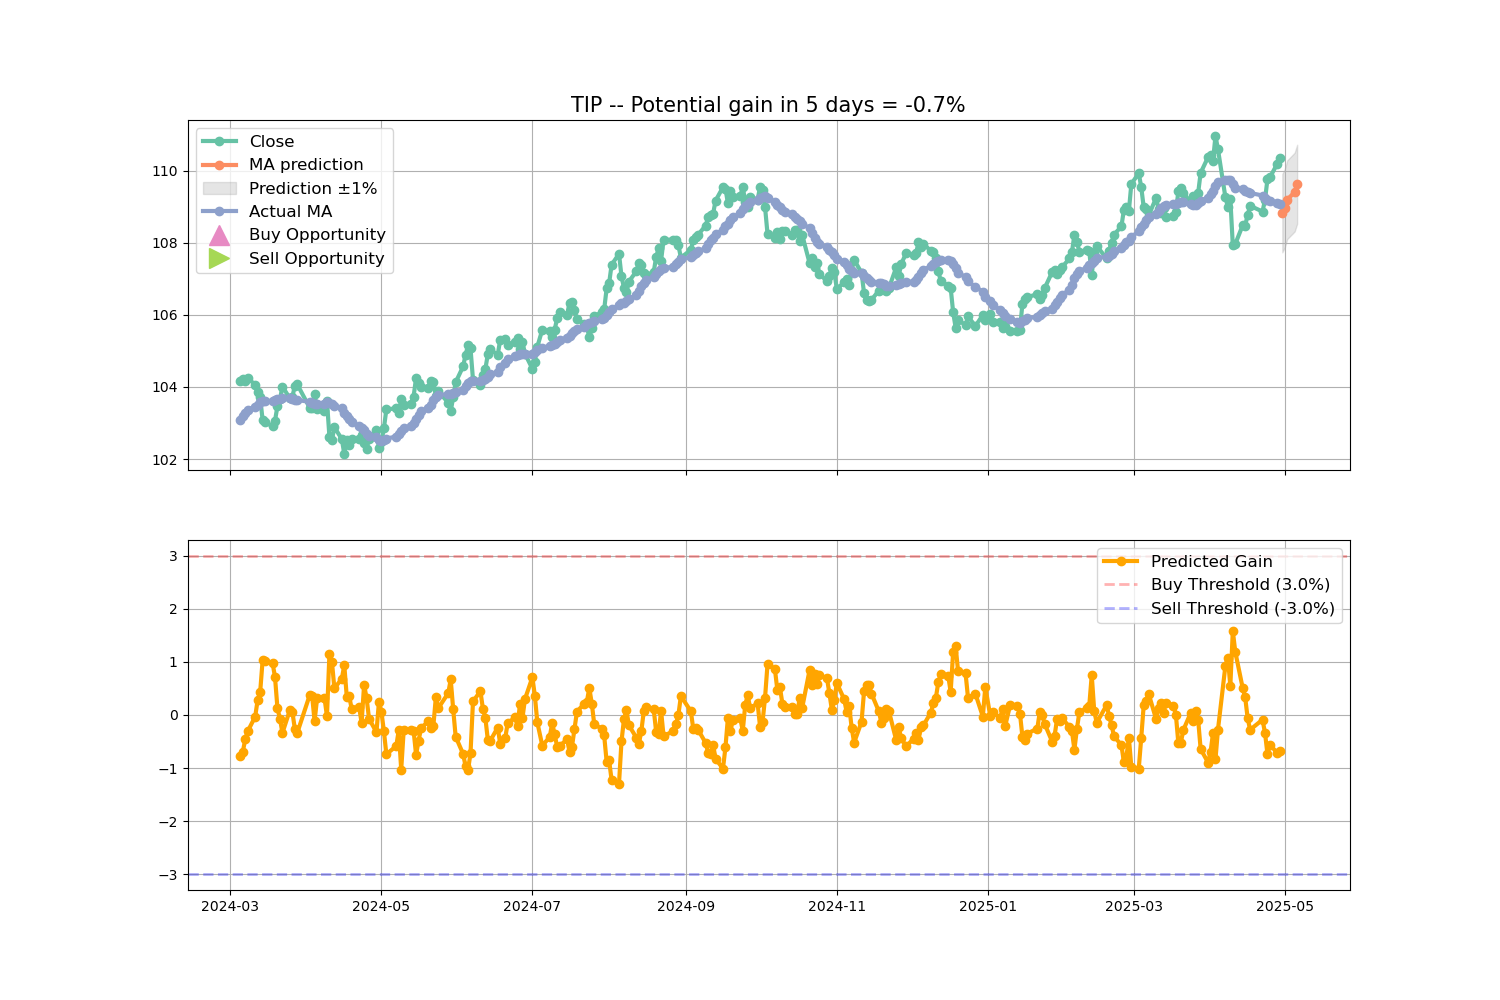 TIP -- Potential gain in 5 days = -0.7%
Close
MA prediction
Prediction ±1%
Actual MA
Buy Opportunity
Sell Opportunity
110
108
106
104
102
Predicted Gain
Buy Threshold (3.0%)
Sell Threshold (-3.0%)
3
2
1
0
−1
−2
−3
2024-03 2024-05 2024-07 2024-09 2024-11 2025-01 2025-03 2025-05